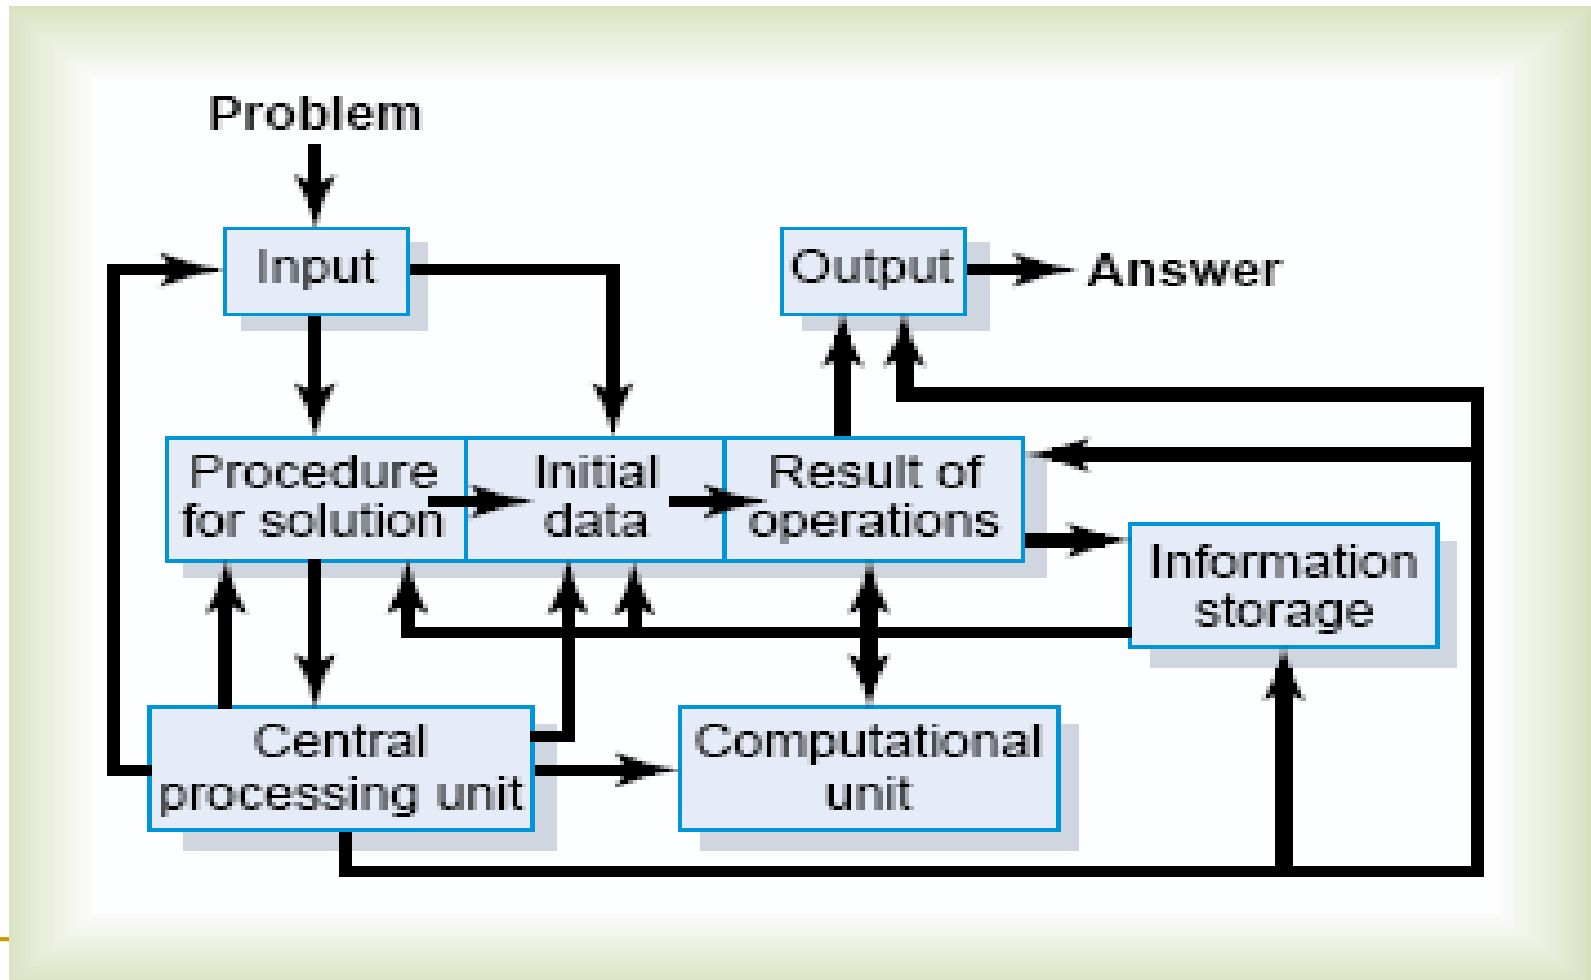 Problem
Input
Output
Answer
Procedure
for solution
Initial
data
Result of
operations
Information
storage
Central
processing unit
Computational
unit